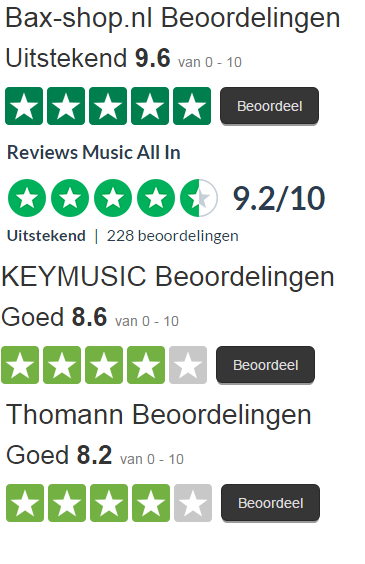 Bax-shop.nl Beoordelingen
Uitstekend 9.6 van 0 - 10
Beoordeel
Reviews Music All In
9.2/10
Uitstekend | 228 beoordelingen
KEYMUSIC Beoordelingen
Goed 8.6 van 0 - 10
Beoordeel
Thomann Beoordelingen
Goed 8.2 van 0 - 10
Beoordeel